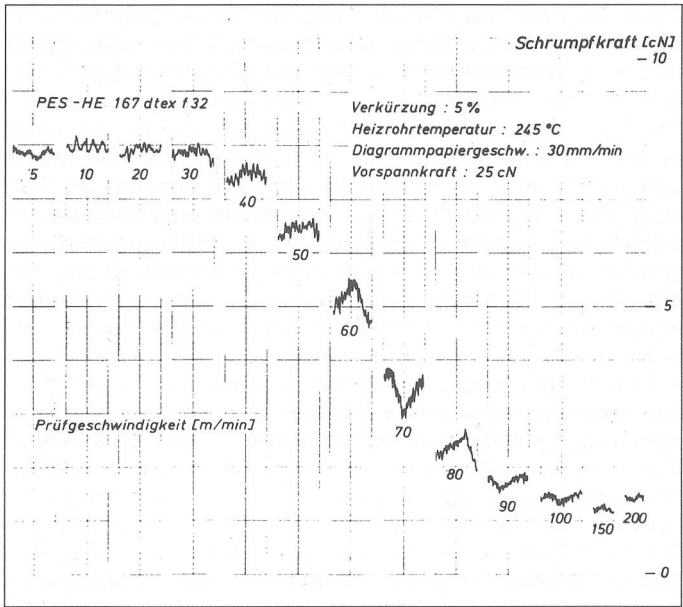 Schrumpfkraft [cN]
10
PES-HE 167 dtex f 32
Verkürzung : 5 %
Heizrohrtemperatur : 245 °C
Diagrammpapiergeschw. : 30 mm/min
Vorspannkraft : 25 cN
5
10
20
30
40
50
60
5
70
Prüfgeschwindigkeit [m/min]
80
90
100
150
200
0